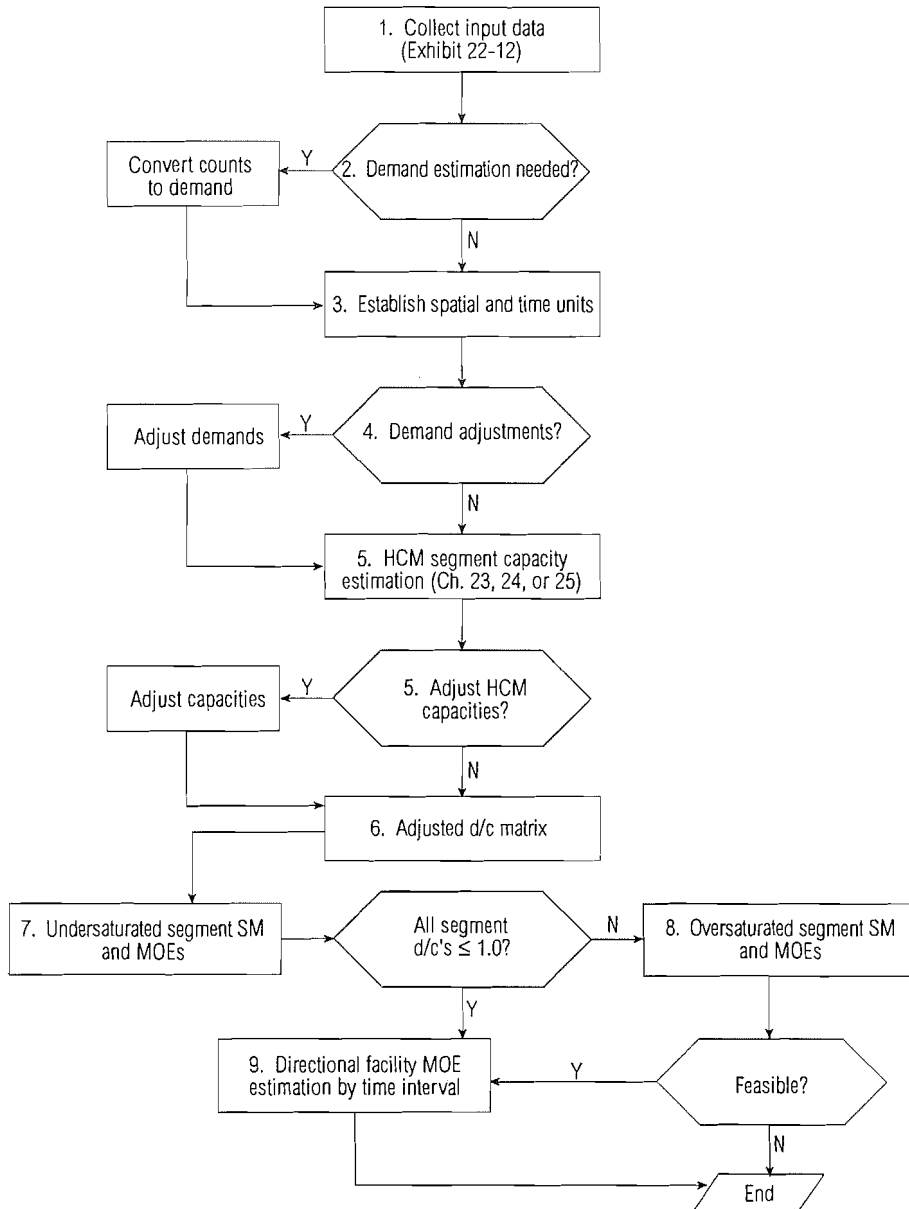 1. Collect input data
(Exhibit 22-12)
Convert counts
to demand
Y
2. Demand estimation needed?
N
3. Establish spatial and time units
Adjust demands
Y
4. Demand adjustments?
N
5. HCM segment capacity
estimation (Ch. 23, 24, or 25)
Adjust capacities
Y
5. Adjust HCM
capacities?
N
6. Adjusted d/c matrix
7. Undersaturated segment SM
and MOEs
All segment
d/c's ≤ 1.0?
N
8. Oversaturated segment SM
and MOEs
Y
9. Directional facility MOE
estimation by time interval
Y
Feasible?
N
End